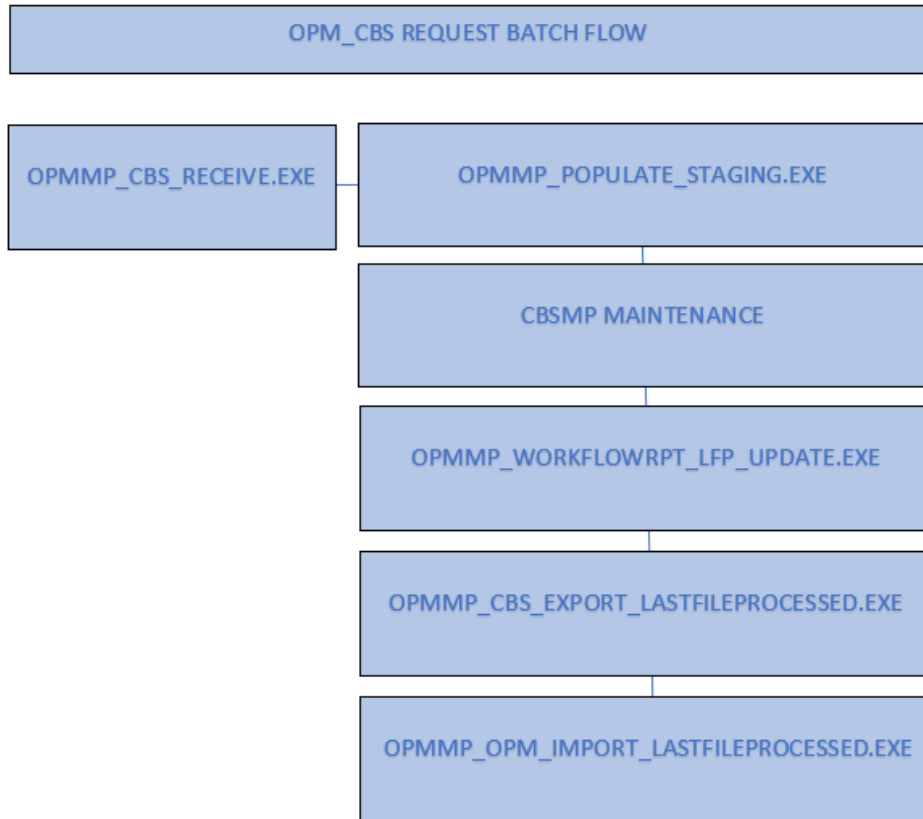 OPM_CBS REQUEST BATCH FLOW
OPMMP_CBS_RECEIVE.EXE
OPMMP_POPULATE_STAGING.EXE
CBSMP MAINTENANCE
OPMMP_WORKFLOWRPT_LFP_UPDATE.EXE
OPMMP_CBS_EXPORT_LASTFILEPROCESSED.EXE
OPMMP_OPM_IMPORT_LASTFILEPROCESSED.EXE